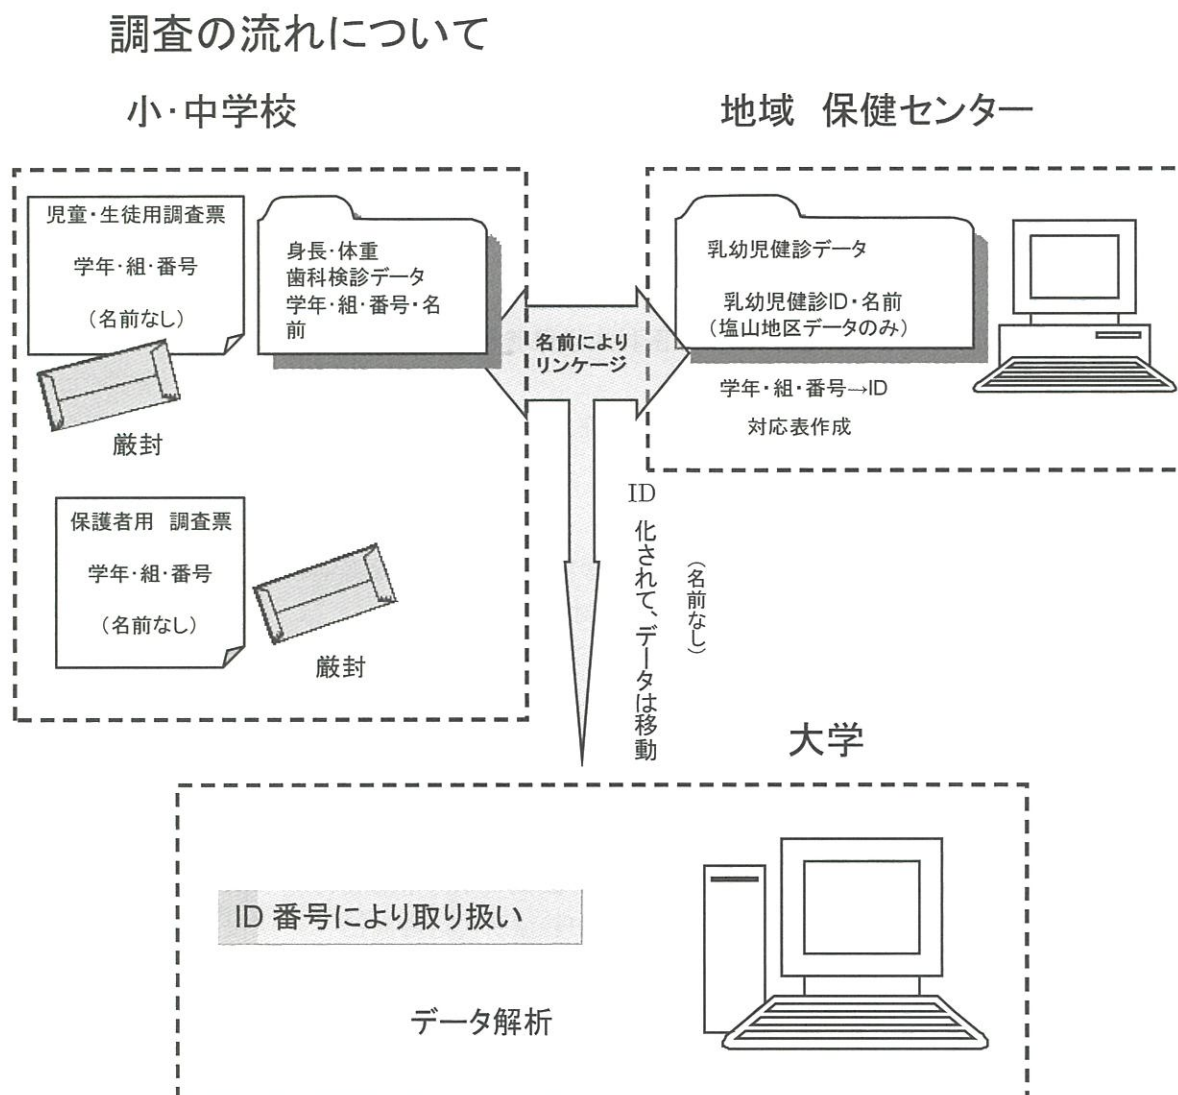 調査の流れについて
小・中学校
地域 保健センター
児童・生徒用調査票
学年・組・番号
(名前なし)
厳封
身長・体重
歯科検診データ
学年・組・番号・名
前
名前により
リンケージ
乳幼児健診データ
乳幼児健診ID・名前
(塩山地区データのみ)
学年・組・番号→ID
対応表作成
保護者用 調査票
学年・組・番号
(名前なし)
厳封
ID
化されて、データは移動
(名前なし)
大学
ID 番号により取り扱い
データ解析